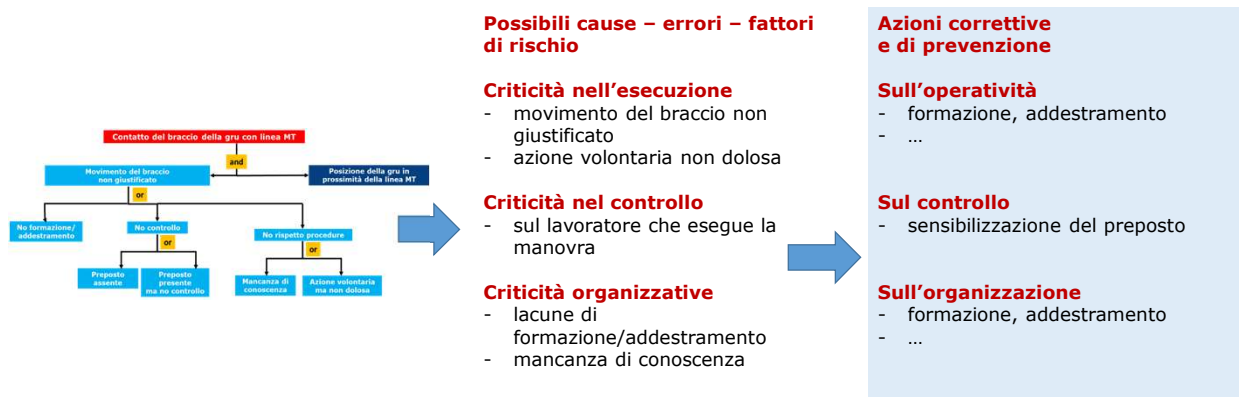 Contatto del braccio della gru con linea MT
and
Movimento del braccio
non giustificato
Posizione della gru in
prossimità della linea MT
or
No formazione/
addestramento
No controllo
No rispetto procedure
or
or
Preposto
assente
Preposto
presente
ma no controllo
Mancanza di
conoscenza
Azione volontaria
ma non dolosa
Possibili cause – errori – fattori
di rischio
Criticità nell’esecuzione
- movimento del braccio non
giustificato
- azione volontaria non dolosa
Criticità nel controllo
- sul lavoratore che esegue la
manovra
Criticità organizzative
- lacune di
formazione/addestramento
- mancanza di conoscenza
Azioni correttive
e di prevenzione
Sull’operatività
- formazione, addestramento
- …
Sul controllo
- sensibilizzazione del preposto
Sull’organizzazione
- formazione, addestramento
- …